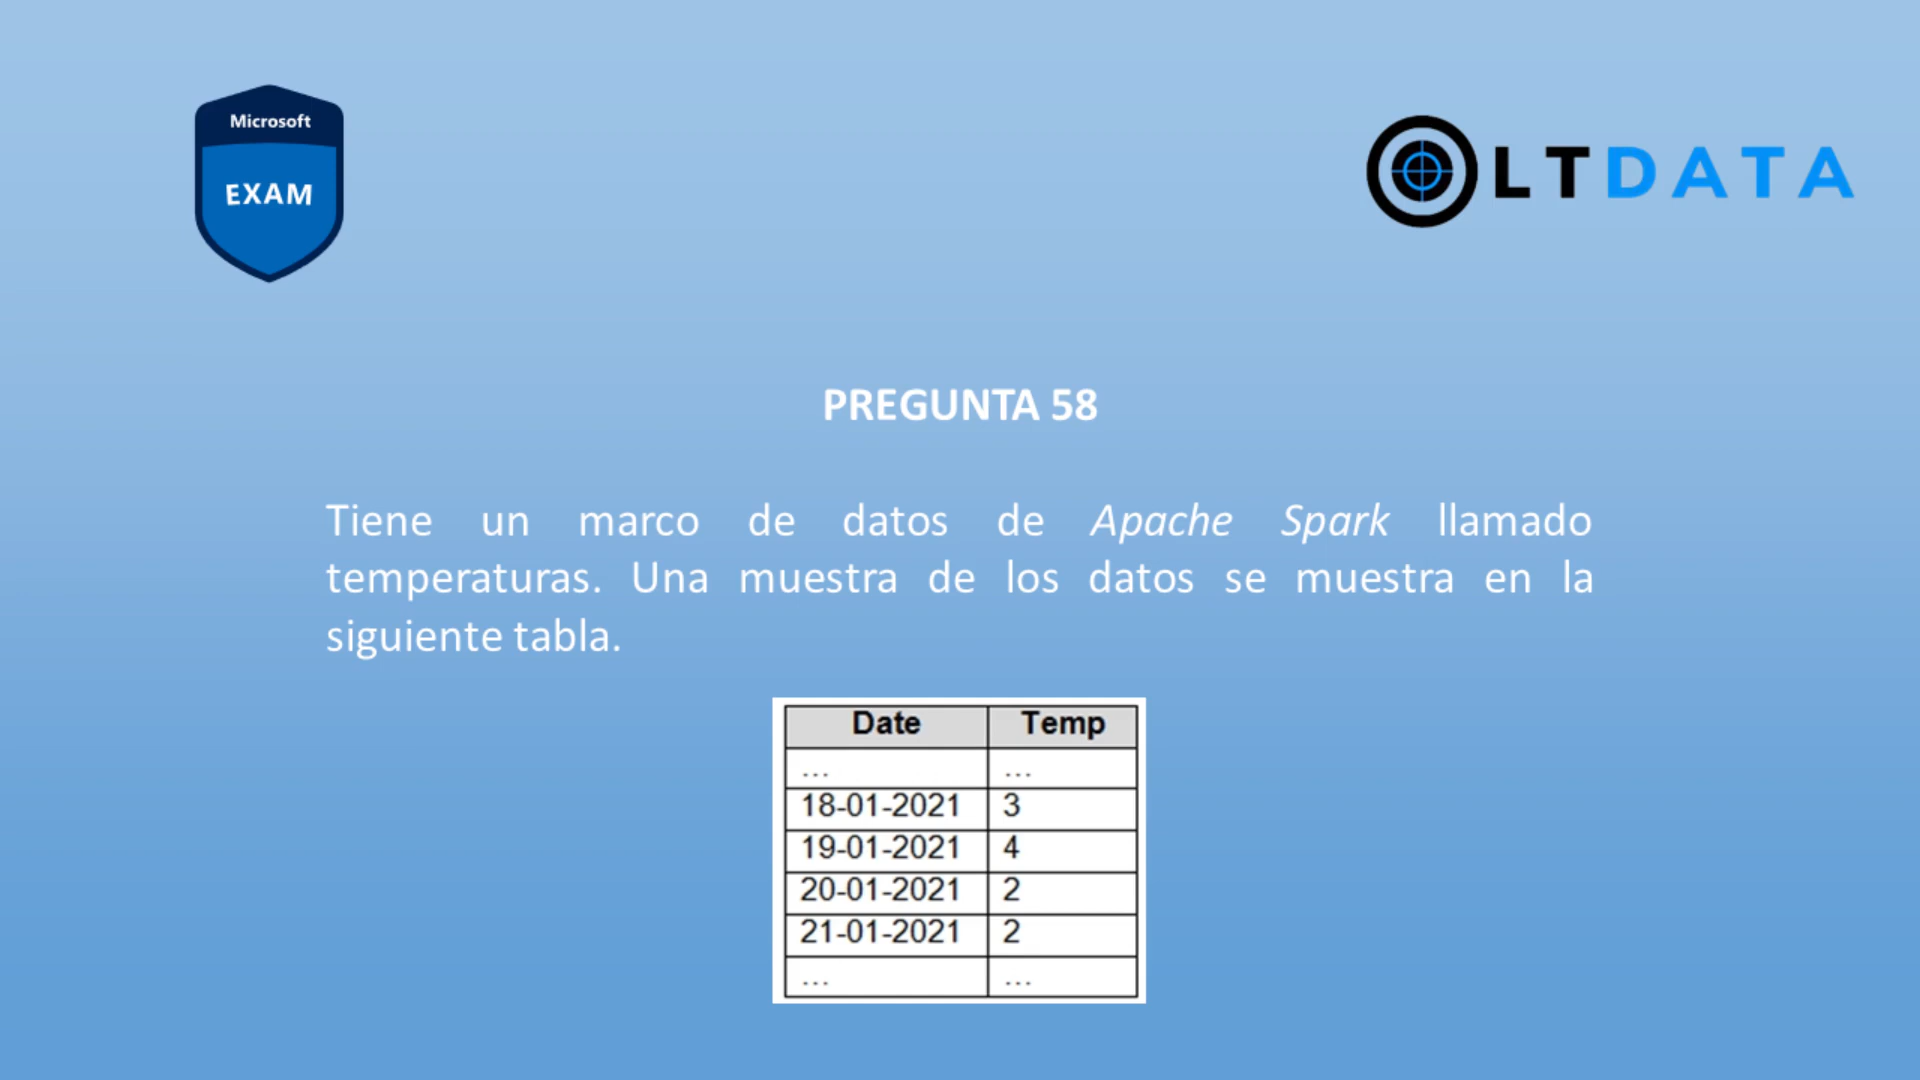 Microsoft
EXAM
LTDATA
PREGUNTA 58
Tiene un marco de datos de Apache Spark llamado
temperaturas. Una muestra de los datos se muestra en la
siguiente tabla.
Date Temp
... ...
18-01-2021 3
19-01-2021 4
20-01-2021 2
21-01-2021 2
... ...